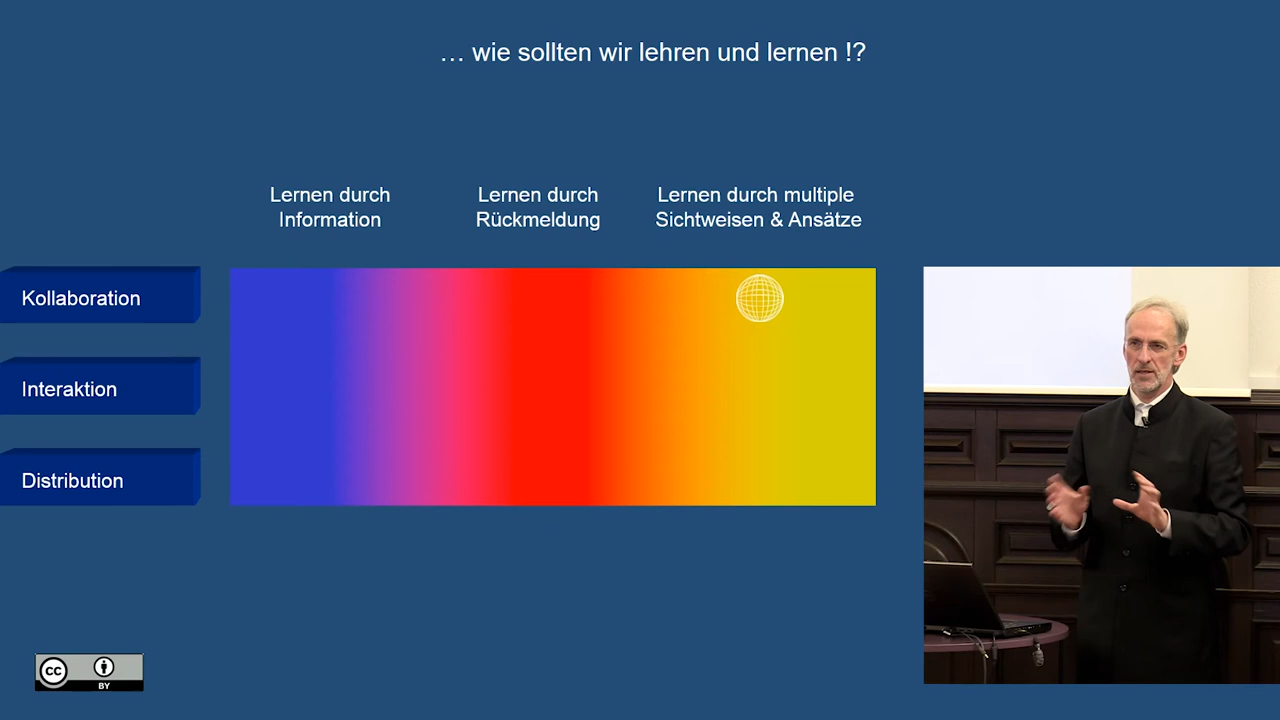 … wie sollten wir lehren und lernen !?
Lernen durch
Information
Lernen durch
Rückmeldung
Lernen durch multiple
Sichtweisen & Ansätze
Kollaboration
Interaktion
Distribution
cc
BY